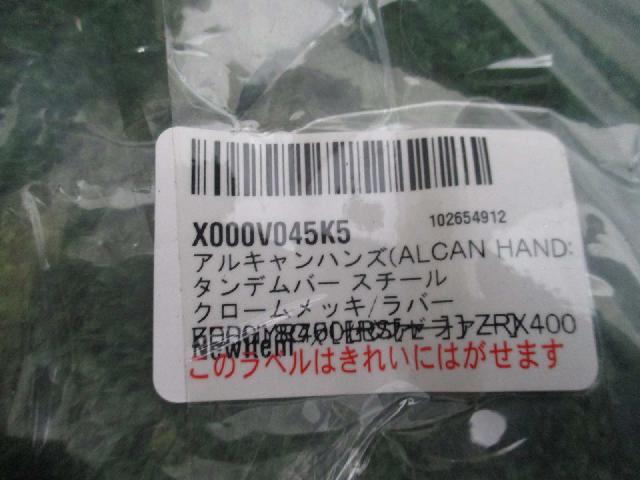 X000V045K5
102654912
アルキャンハンズ(ALCAN HAND:
タンデムバー スチール
クロームメッキ/ラバー
ZRX400
NewItem
このラベルはきれいにはがせます